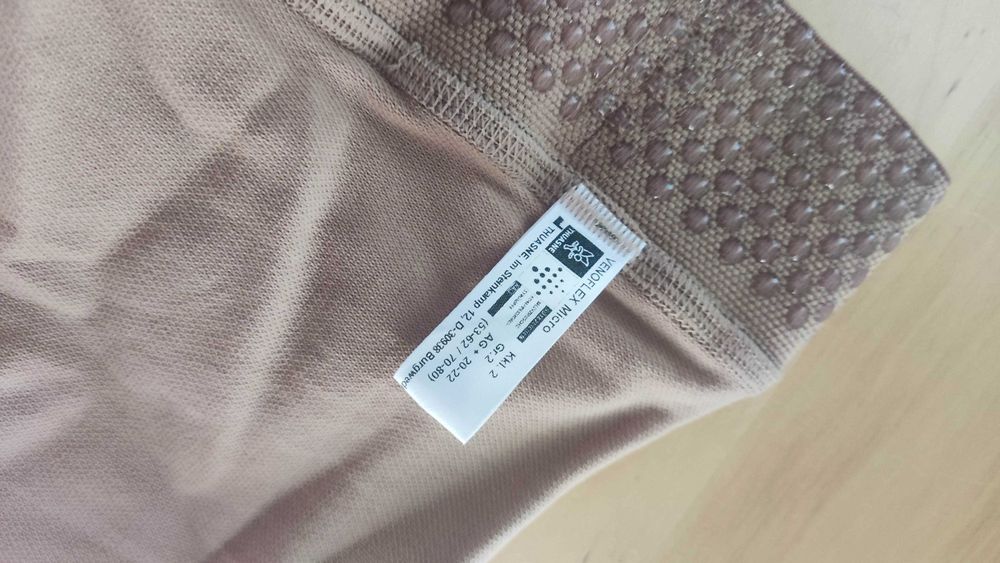 THUASNE
VENOFLEX Micro
Kkl. 2
Gr.2
AG + 20-22
(53-62 / 70-80)
THUASNE, Im Steinkamp 12, D-30938 Burgwed